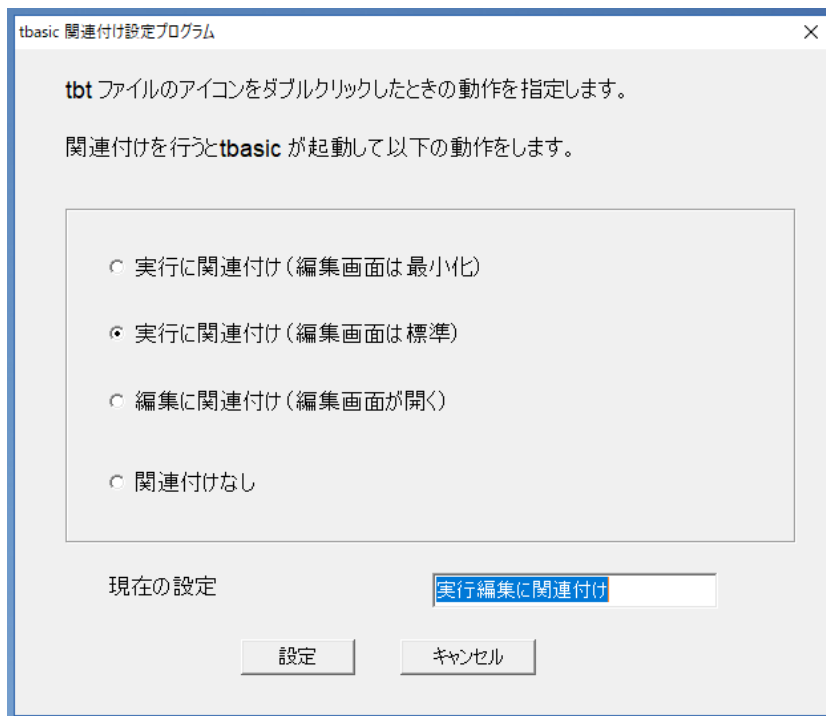 tbasic 関連付け設定プログラム
tbt ファイルのアイコンをダブルクリックしたときの動作を指定します。
関連付けを行うとtbasic が起動して以下の動作をします。
実行に関連付け(編集画面は最小化)
実行に関連付け(編集画面は標準)
編集に関連付け(編集画面が開く)
関連付けなし
現在の設定
実行編集に関連付け
設定
キャンセル